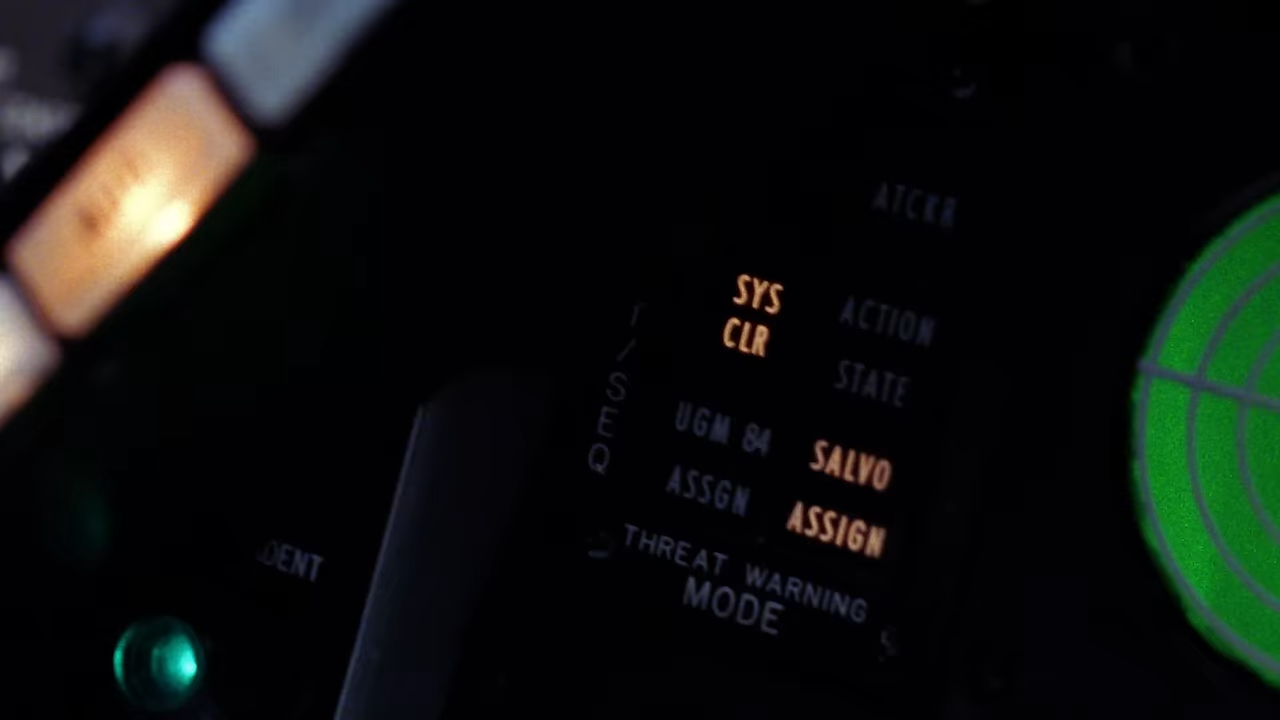 ATCKR
SYS
CLR
ACTION
STATE
/SEQ
UGM 84
ASSGN
SALVO
ASSIGN
THREAT WARNING
MODE
DENT